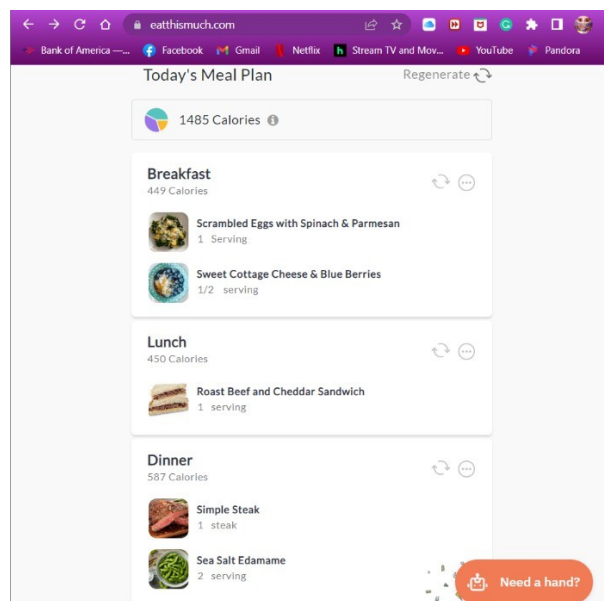 eatthismuch.com
Bank of America —... Facebook Gmail Netflix Stream TV and Mov... YouTube Pandora
Today's Meal Plan Regenerate
1485 Calories
Breakfast
449 Calories
Scrambled Eggs with Spinach & Parmesan
1 Serving
Sweet Cottage Cheese & Blue Berries
1/2 serving
Lunch
450 Calories
Roast Beef and Cheddar Sandwich
1 serving
Dinner
587 Calories
Simple Steak
1 steak
Sea Salt Edamame
2 serving
Need a hand?